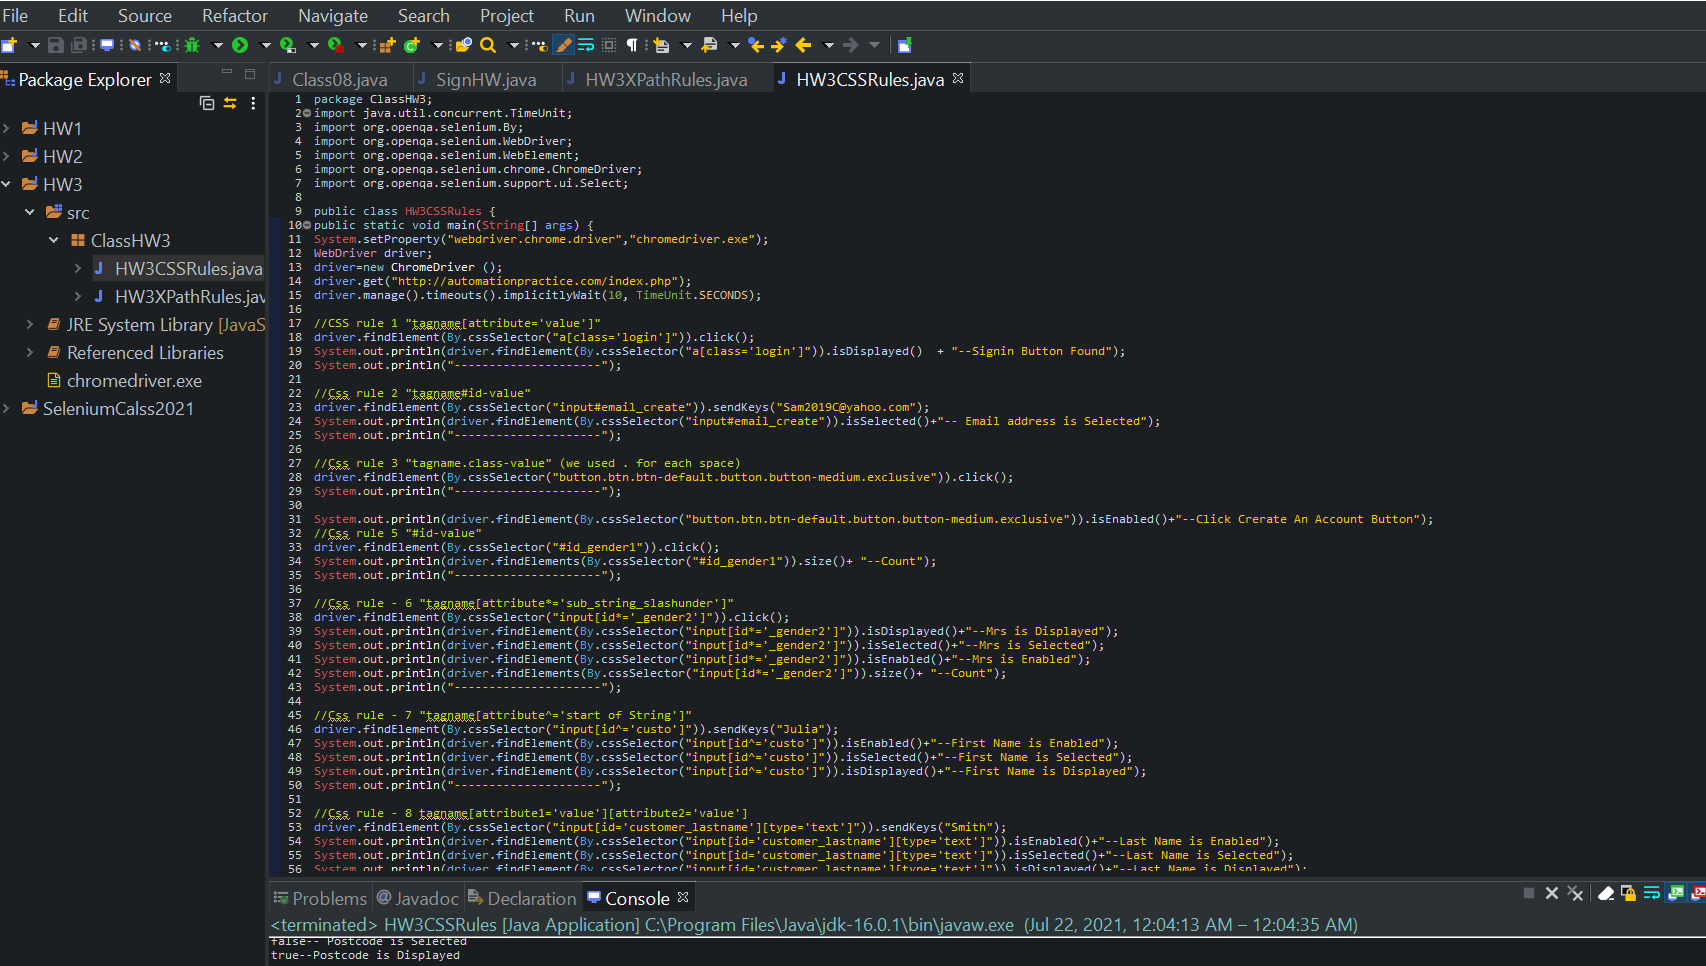 File Edit Source Refactor Navigate Search Project Run Window Help
Package Explorer
HW1
HW2
HW3
src
ClassHW3
HW3CSSRules.java
HW3XPathRules.jav
JRE System Library [JavaS
Referenced Libraries
chromedriver.exe
SeleniumCalss2021
Class08.java SignHW.java HW3XPathRules.java HW3CSSRules.java
1 package ClassHW3;
2 import java.util.concurrent.TimeUnit;
3 import org.openqa.selenium.By;
4 import org.openqa.selenium.WebDriver;
5 import org.openqa.selenium.WebElement;
6 import org.openqa.selenium.chrome.ChromeDriver;
7 import org.openqa.selenium.support.ui.Select;
8
9 public class HW3CSSRules {
10 public static void main(String[] args) {
11 System.setProperty("webdriver.chrome.driver","chromedriver.exe");
12 WebDriver driver;
13 driver=new ChromeDriver ();
14 driver.get("http://automationpractice.com/index.php");
15 driver.manage().timeouts().implicitlyWait(10, TimeUnit.SECONDS);
16
17 //CSS rule 1 "tagname[attribute='value']"
18 driver.findElement(By.cssSelector("a[class='login']")).click();
19 System.out.println(driver.findElement(By.cssSelector("a[class='login']")).isDisplayed()  + "--Signin Button Found");
20 System.out.println("---------------------");
21
22 //Css rule 2 "tagname#id-value"
23 driver.findElement(By.cssSelector("input#email_create")).sendKeys("Sam2019C@yahoo.com");
24 System.out.println(driver.findElement(By.cssSelector("input#email_create")).isSelected()+"-- Email address is Selected");
25 System.out.println("---------------------");
26
27 //Css rule 3 "tagname.class-value" (we used . for each space)
28 driver.findElement(By.cssSelector("button.btn.btn-default.button.button-medium.exclusive")).click();
29 System.out.println("---------------------");
30
31 System.out.println(driver.findElement(By.cssSelector("button.btn.btn-default.button.button-medium.exclusive")).isEnabled()+"--Click Crerate An Account Button");
32 //Css rule 5 "#id-value"
33 driver.findElement(By.cssSelector("#id_gender1")).click();
34 System.out.println(driver.findElements(By.cssSelector("#id_gender1")).size()+ "--Count");
35 System.out.println("---------------------");
36
37 //Css rule - 6 "tagname[attribute*='sub_string_slashunder']"
38 driver.findElement(By.cssSelector("input[id*='_gender2']")).click();
39 System.out.println(driver.findElement(By.cssSelector("input[id*='_gender2']")).isDisplayed()+"--Mrs is Displayed");
40 System.out.println(driver.findElement(By.cssSelector("input[id*='_gender2']")).isSelected()+"--Mrs is Selected");
41 System.out.println(driver.findElement(By.cssSelector("input[id*='_gender2']")).isEnabled()+"--Mrs is Enabled");
42 System.out.println(driver.findElements(By.cssSelector("input[id*='_gender2']")).size()+ "--Count");
43 System.out.println("---------------------");
44
45 //Css rule - 7 "tagname[attribute^='start of String']"
46 driver.findElement(By.cssSelector("input[id^='custo']")).sendKeys("Julia");
47 System.out.println(driver.findElement(By.cssSelector("input[id^='custo']")).isEnabled()+"--First Name is Enabled");
48 System.out.println(driver.findElement(By.cssSelector("input[id^='custo']")).isSelected()+"--First Name is Selected");
49 System.out.println(driver.findElement(By.cssSelector("input[id^='custo']")).isDisplayed()+"--First Name is Displayed");
50 System.out.println("---------------------");
51
52 //Css rule - 8 tagname[attribute1='value'][attribute2='value']
53 driver.findElement(By.cssSelector("input[id='customer_lastname'][type='text']")).sendKeys("Smith");
54 System.out.println(driver.findElement(By.cssSelector("input[id='customer_lastname'][type='text']")).isEnabled()+"--Last Name is Enabled");
55 System.out.println(driver.findElement(By.cssSelector("input[id='customer_lastname'][type='text']")).isSelected()+"--Last Name is Selected");
56 System.out.println(driver.findElement(By.cssSelector("input[id='customer_lastname'][type='text']")).isDisplayed()+"--Last Name is Displayed");
Problems Javadoc Declaration Console
<terminated> HW3CSSRules [Java Application] C:\Program Files\Java\jdk-16.0.1\bin\javaw.exe (Jul 22, 2021, 12:04:13 AM – 12:04:35 AM)
false-- Postcode is Selected
true--Postcode is Displayed